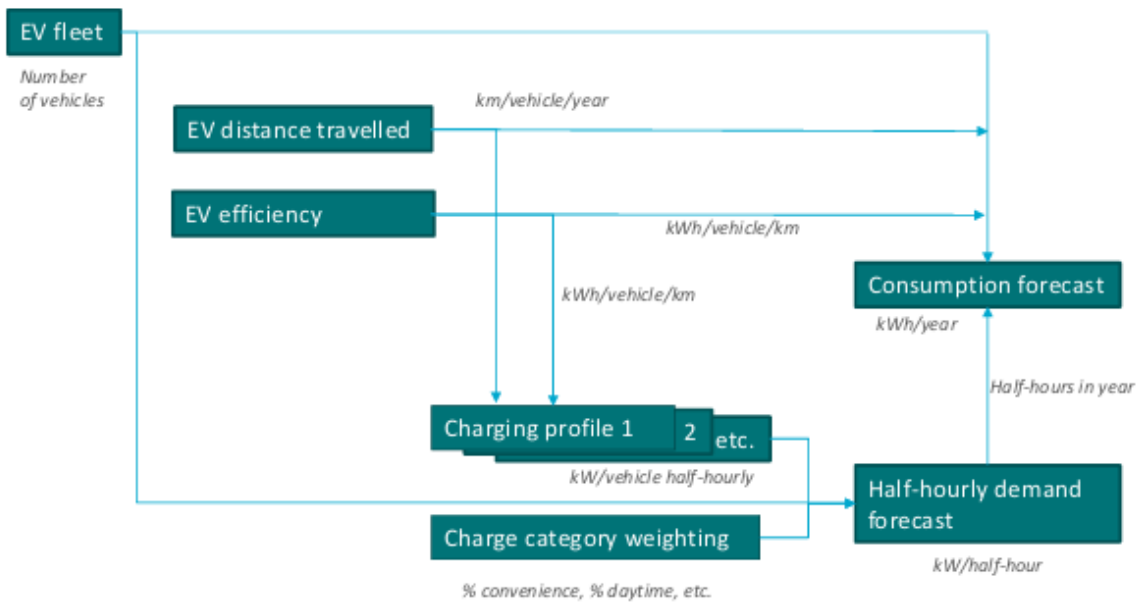 EV fleet
Number
of vehicles
km/vehicle/year
EV distance travelled
EV efficiency
kWh/vehicle/km
kWh/vehicle/km
Consumption forecast
kWh/year
Half-hours in year
Charging profile 1
2
etc.
kW/vehicle half-hourly
Half-hourly demand
forecast
Charge category weighting
kW/half-hour
% convenience, % daytime, etc.